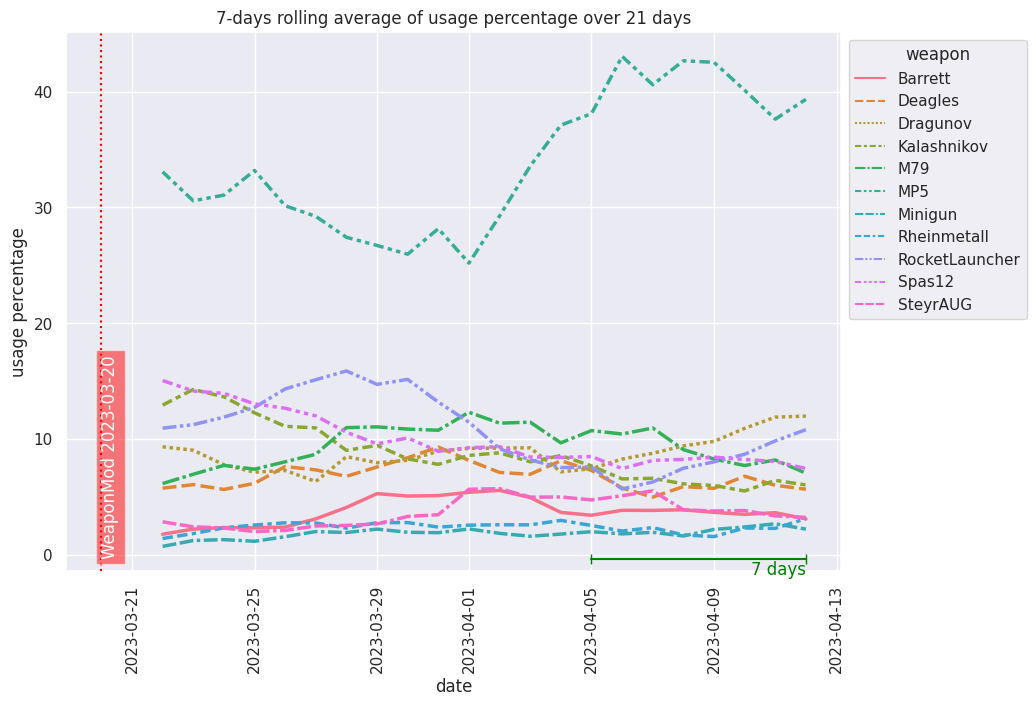 7-days rolling average of usage percentage over 21 days
usage percentage
40
30
20
10
0
WeaponMod 2023-03-20
7 days
2023-03-21
2023-03-25
2023-03-29
2023-04-01
2023-04-05
2023-04-09
2023-04-13
date
weapon
Barrett
Deagles
Dragunov
Kalashnikov
M79
MP5
Minigun
Rheinmetall
RocketLauncher
Spas12
SteyrAUG